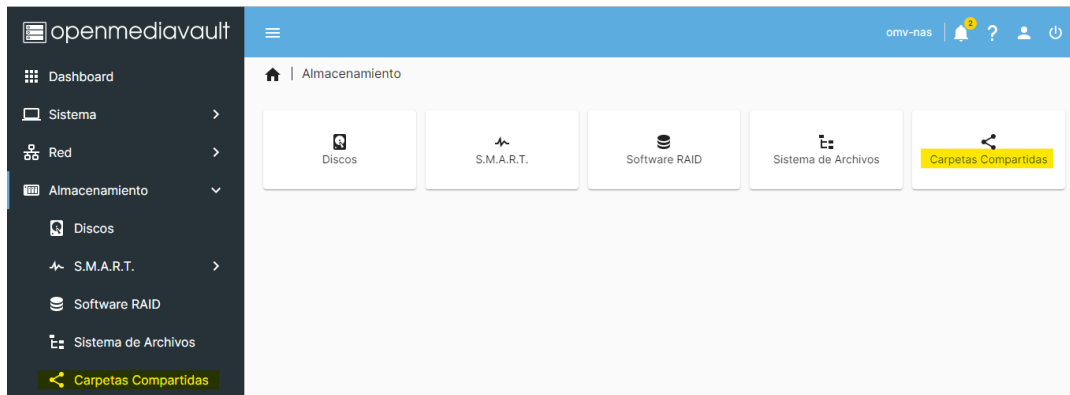 openmediavault
omv-nas
2
?
Dashboard
Sistema
Red
Almacenamiento
Discos
S.M.A.R.T.
Software RAID
Sistema de Archivos
Carpetas Compartidas
| Almacenamiento
Discos
S.M.A.R.T.
Software RAID
Sistema de Archivos
Carpetas Compartidas